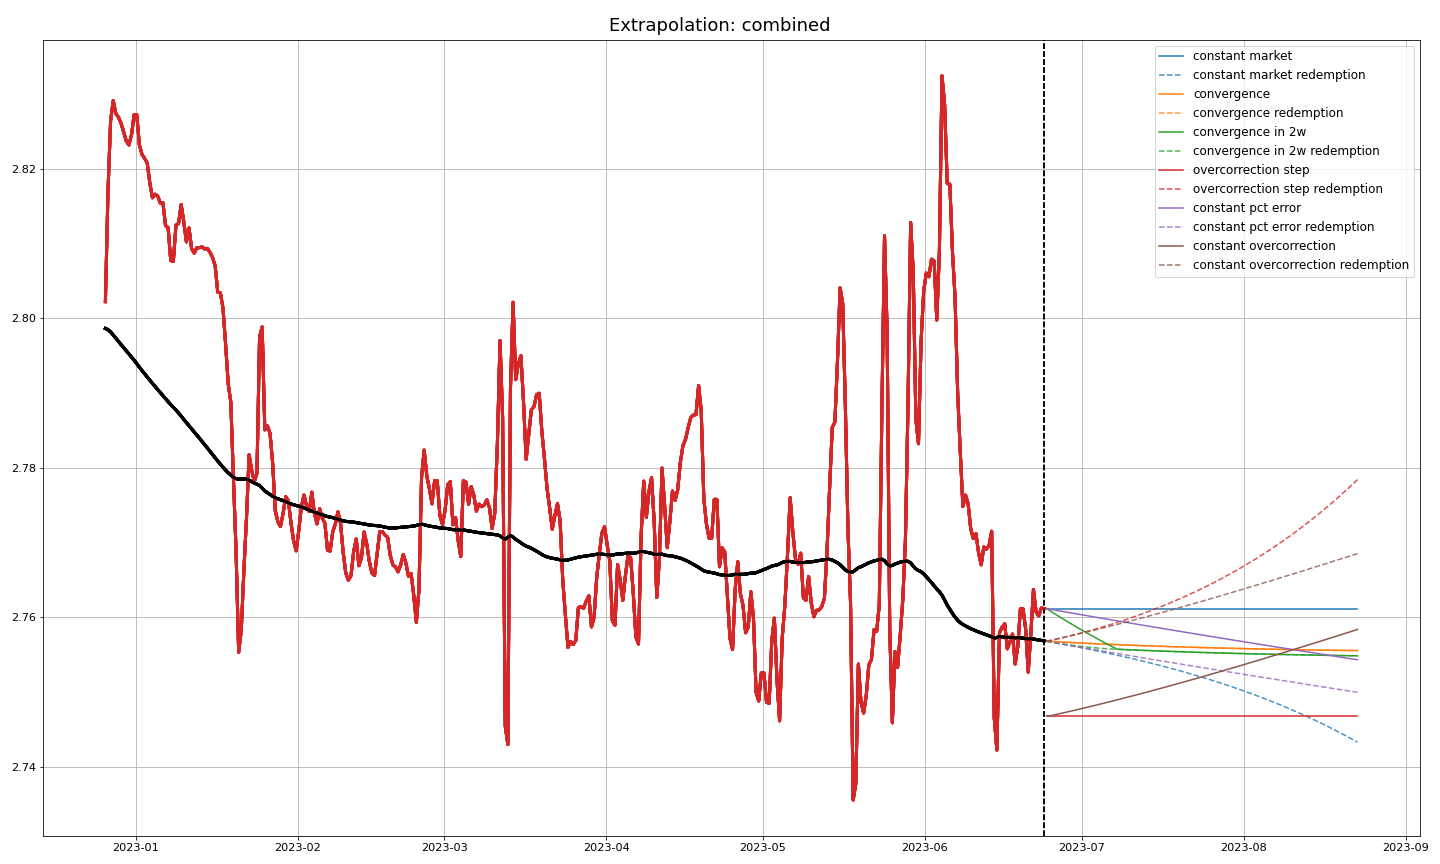 Extrapolation: combined
constant market
constant market redemption
convergence
convergence redemption
convergence in 2w
convergence in 2w redemption
overcorrection step
overcorrection step redemption
constant pct error
constant pct error redemption
constant overcorrection
constant overcorrection redemption
2.82
2.80
2.78
2.76
2.74
2023-01 2023-02 2023-03 2023-04 2023-05 2023-06 2023-07 2023-08 2023-09